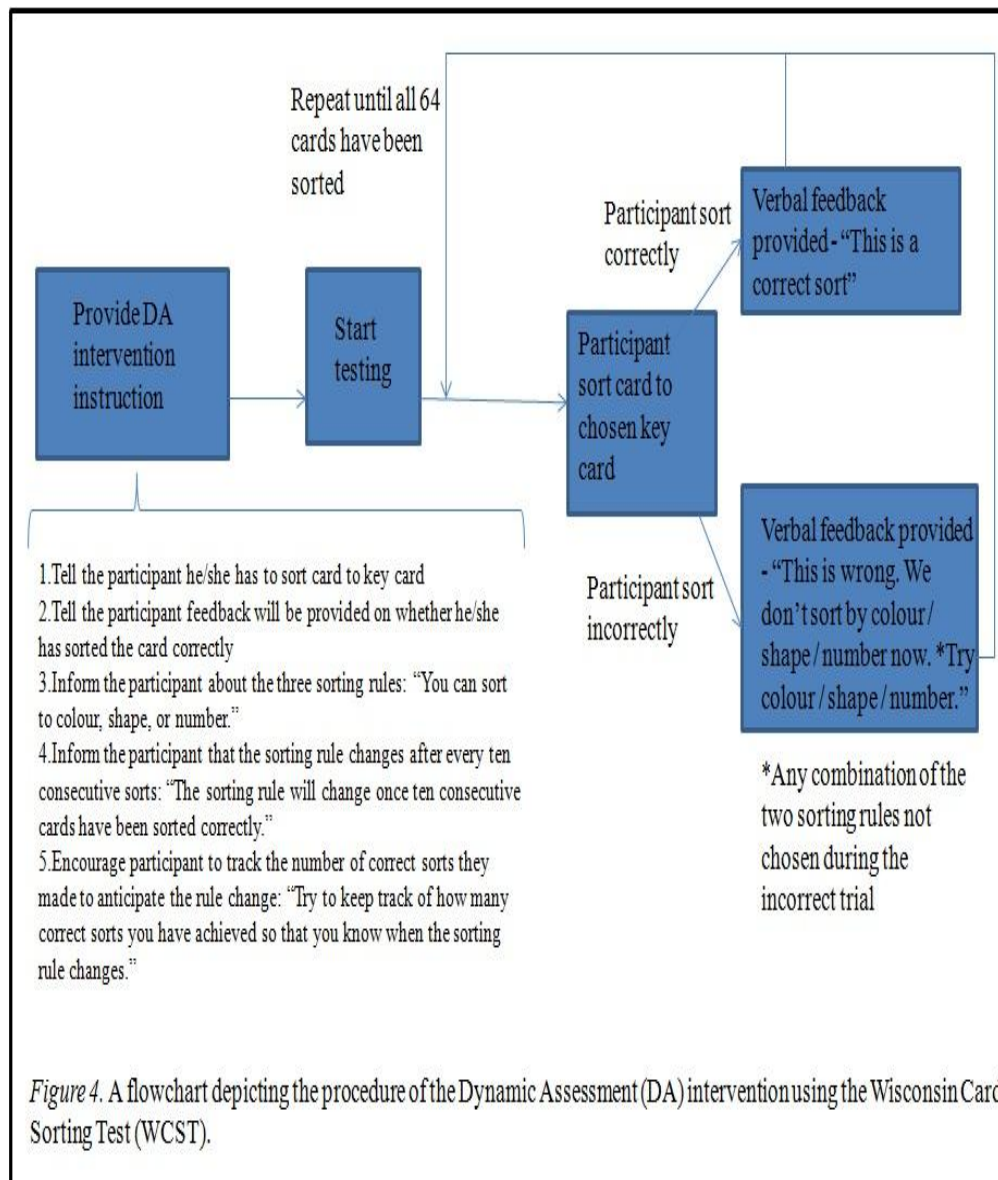 Repeat until all 64
cards have been
sorted
Participant sort
correctly
Verbal feedback
provided - “This is a
correct sort”
Provide DA
intervention
instruction
Start
testing
Participant
sort card to
chosen key
card
Participant sort
incorrectly
Verbal feedback provided
- “This is wrong. We
don’t sort by colour /
shape / number now. *Try
colour / shape / number.”
*Any combination of the
two sorting rules not
chosen during the
incorrect trial
1.Tell the participant he/she has to sort card to key card
2.Tell the participant feedback will be provided on whether he/she
has sorted the card correctly
3.Inform the participant about the three sorting rules: “You can sort
to colour, shape, or number.”
4.Inform the participant that the sorting rule changes after every ten
consecutive sorts: “The sorting rule will change once ten consecutive
cards have been sorted correctly.”
5.Encourage participant to track the number of correct sorts they
made to anticipate the rule change: “Try to keep track of how many
correct sorts you have achieved so that you know when the sorting
rule changes.”
Figure 4. A flowchart depicting the procedure of the Dynamic Assessment (DA) intervention using the Wisconsin Card
Sorting Test (WCST).